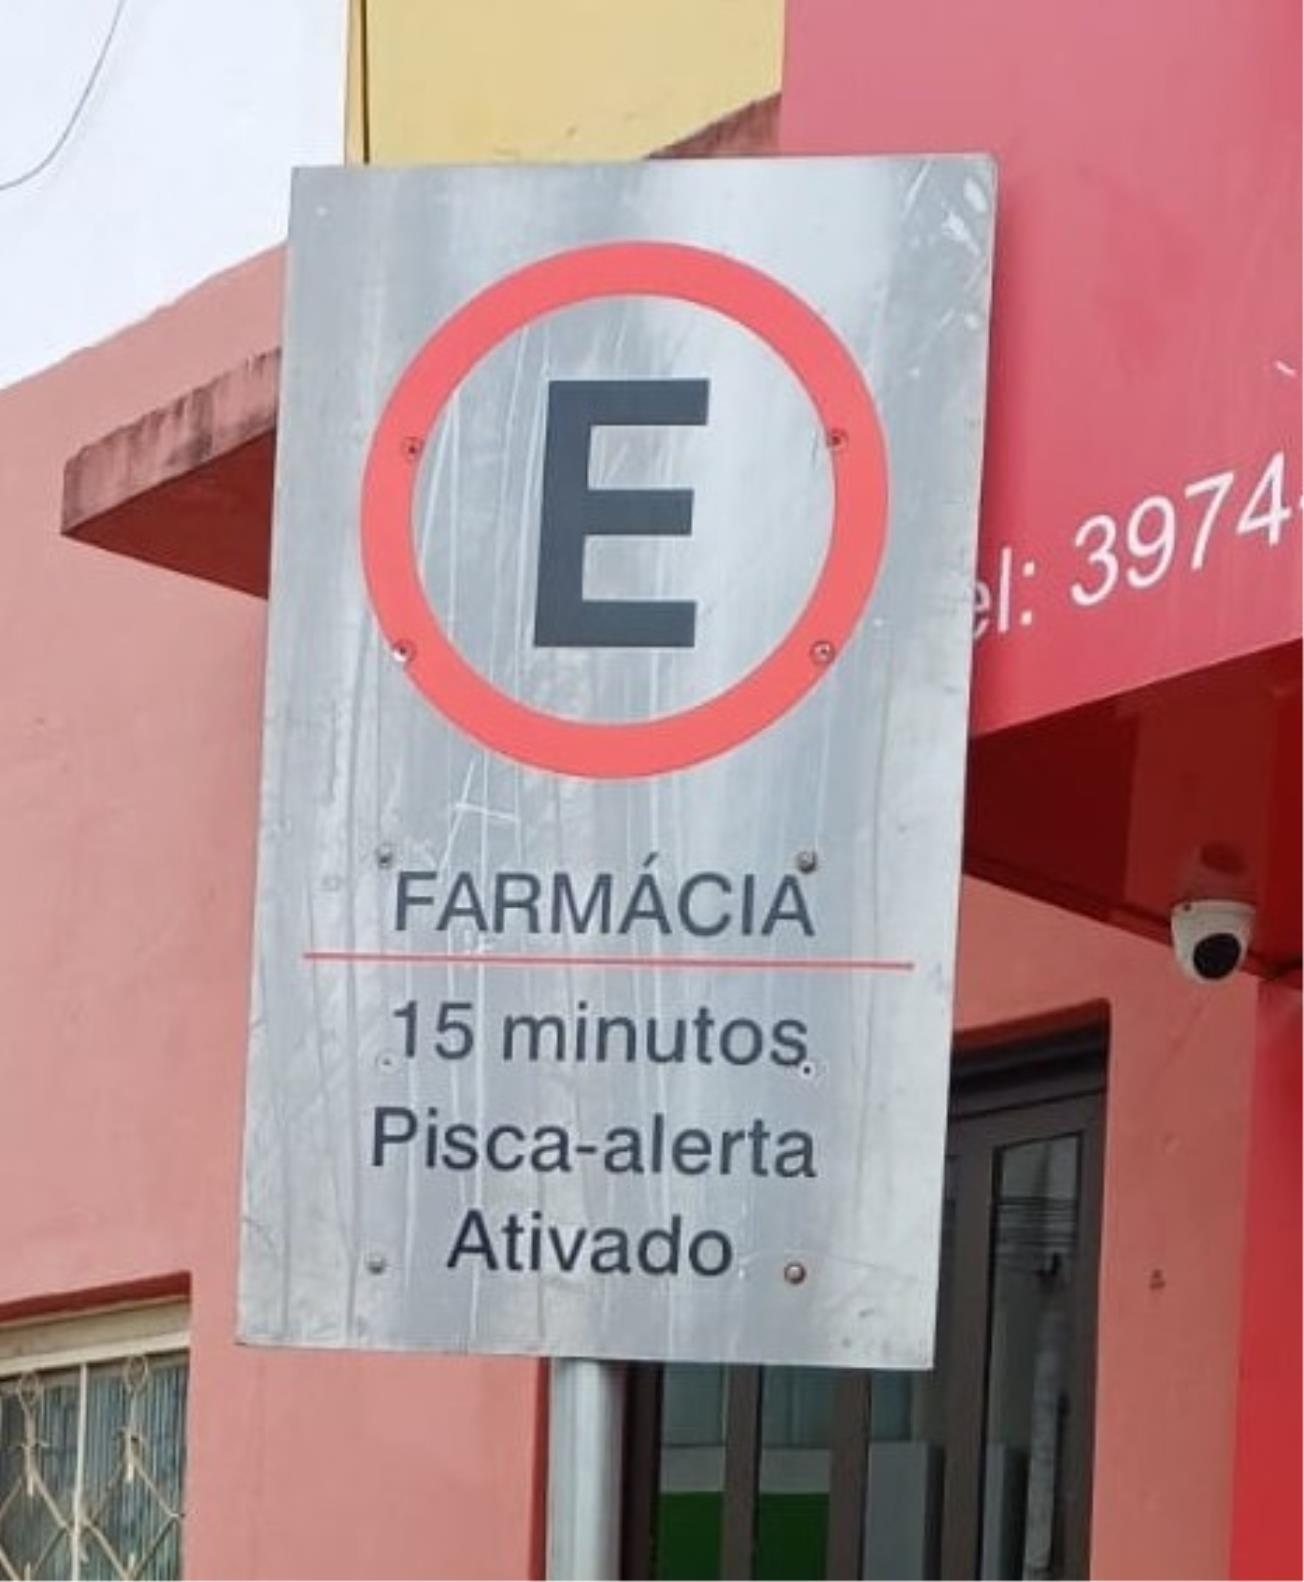 E
FARMÁCIA
15 minutos
Pisca-alerta
Ativado
el: 3974-